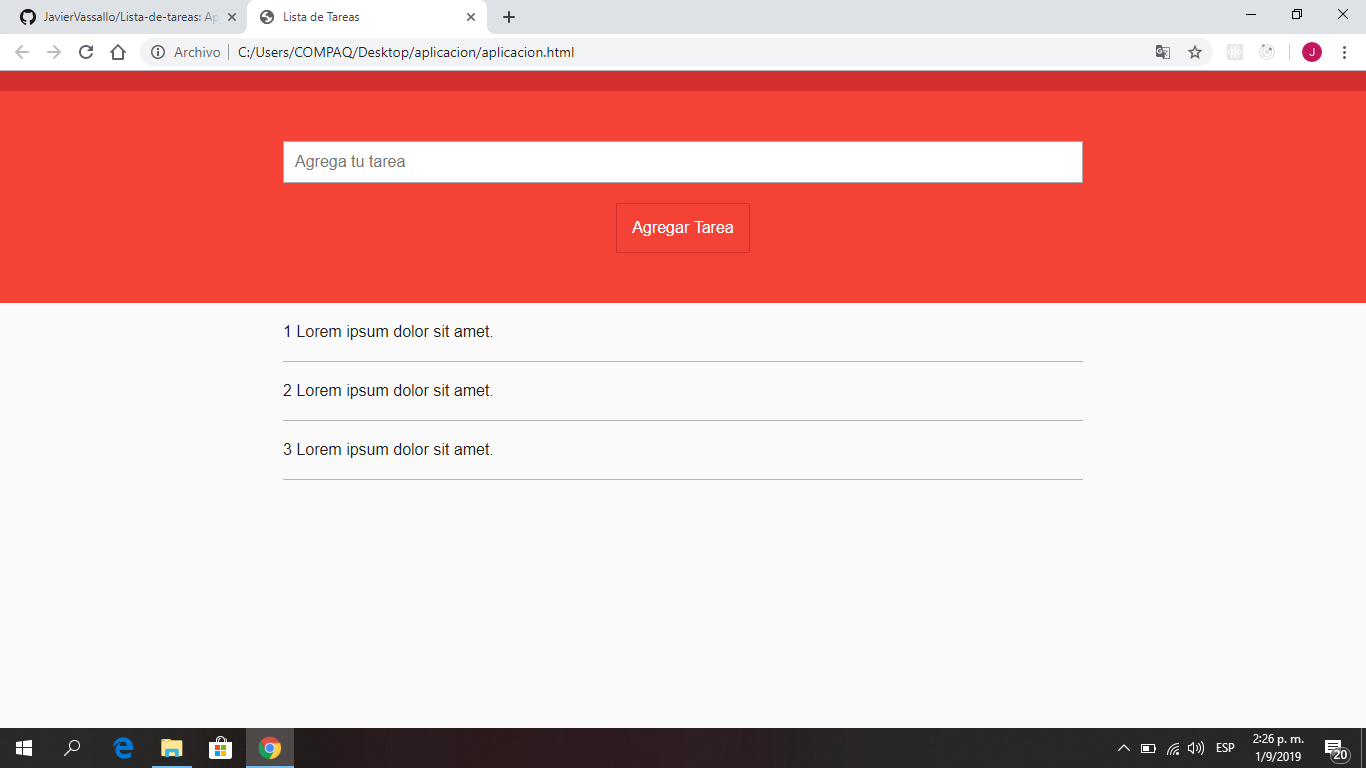 JavierVassallo/Lista-de-tareas: Ap
Lista de Tareas
Archivo
C:/Users/COMPAQ/Desktop/aplicacion/aplicacion.html
J
Agrega tu tarea
Agregar Tarea
1 Lorem ipsum dolor sit amet.
2 Lorem ipsum dolor sit amet.
3 Lorem ipsum dolor sit amet.
ESP
2:26 p. m.
1/9/2019
20